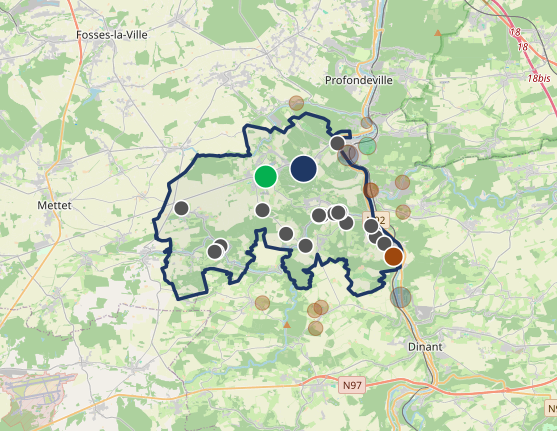 Fosses-la-Ville
18
18
18bis
Profondeville
Mettet
Dinant
N97